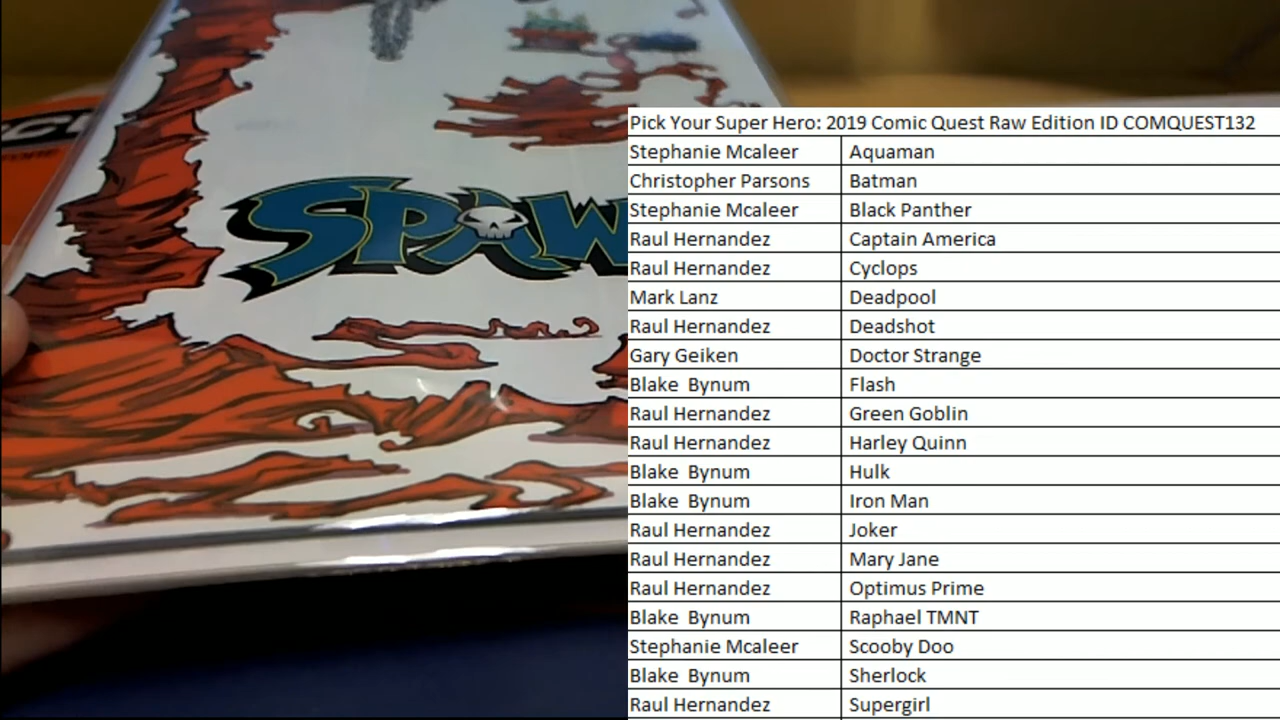 SPAW
Pick Your Super Hero: 2019 Comic Quest Raw Edition ID COMQUEST132
Stephanie Mcaleer Aquaman
Christopher Parsons Batman
Stephanie Mcaleer Black Panther
Raul Hernandez Captain America
Raul Hernandez Cyclops
Mark Lanz Deadpool
Raul Hernandez Deadshot
Gary Geiken Doctor Strange
Blake Bynum Flash
Raul Hernandez Green Goblin
Raul Hernandez Harley Quinn
Blake Bynum Hulk
Blake Bynum Iron Man
Raul Hernandez Joker
Raul Hernandez Mary Jane
Raul Hernandez Optimus Prime
Blake Bynum Raphael TMNT
Stephanie Mcaleer Scooby Doo
Blake Bynum Sherlock
Raul Hernandez Supergirl